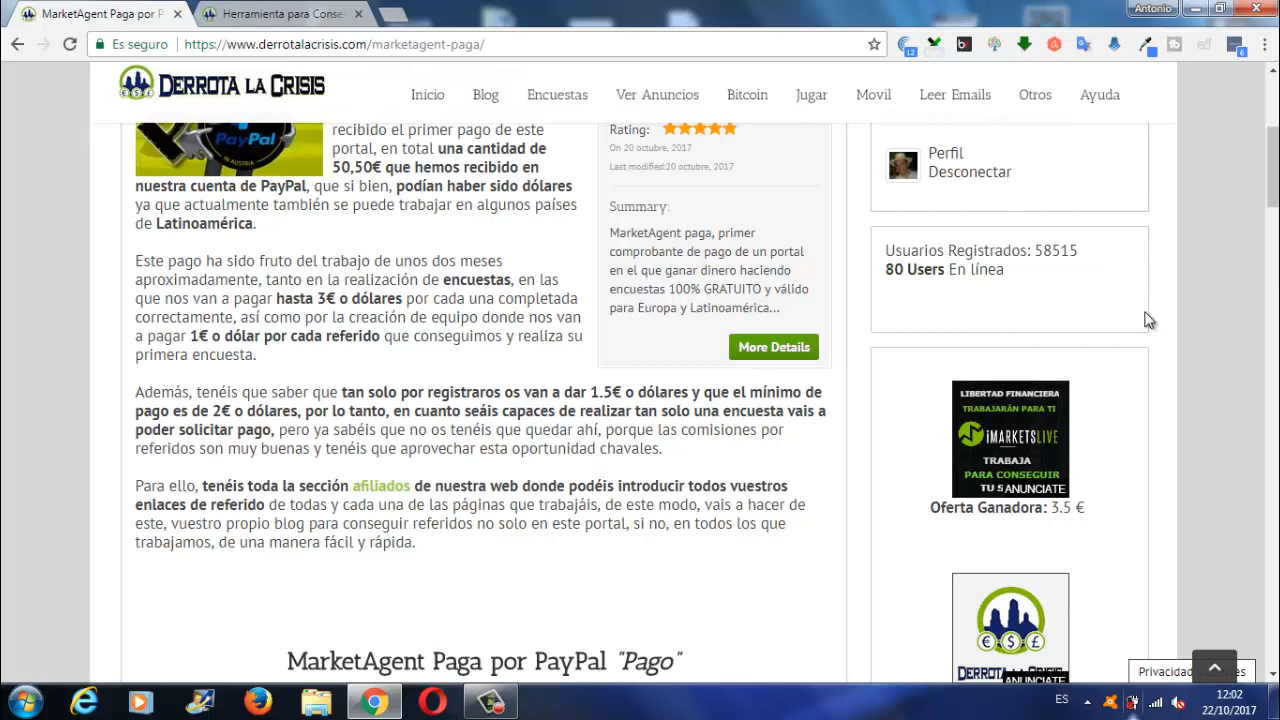 MarketAgent Paga por P
Herramienta para Conse
Antonio
Es seguro
https://www.derrotalacrisis.com/marketagent-paga/
12
6
DERROTA LA CRISIS
Inicio
Blog
Encuestas
Ver Anuncios
Bitcoin
Jugar
Movil
Leer Emails
Otros
Ayuda
PayPal
IN AUSTRIA
recibido el primer pago de este
portal, en total una cantidad de
50,50€ que hemos recibido en
nuestra cuenta de PayPal, que si bien, podían haber sido dólares
ya que actualmente también se puede trabajar en algunos países
de Latinoamérica.
Este pago ha sido fruto del trabajo de unos dos meses
aproximadamente, tanto en la realización de encuestas, en las
que nos van a pagar hasta 3€ o dólares por cada una completada
correctamente, así como por la creación de equipo donde nos van
a pagar 1€ o dólar por cada referido que consiguimos y realiza su
primera encuesta.
Además, tenéis que saber que tan solo por registraros os van a dar 1.5€ o dólares y que el mínimo de
pago es de 2€ o dólares, por lo tanto, en cuanto seáis capaces de realizar tan solo una encuesta vais a
poder solicitar pago, pero ya sabéis que no os tenéis que quedar ahí, porque las comisiones por
referidos son muy buenas y tenéis que aprovechar esta oportunidad chavales.
Para ello, tenéis toda la sección afiliados de nuestra web donde podéis introducir todos vuestros
enlaces de referido de todas y cada una de las páginas que trabajáis, de este modo, vais a hacer de
este, vuestro propio blog para conseguir referidos no solo en este portal, si no, en todos los que
trabajamos, de una manera fácil y rápida.
MarketAgent Paga por PayPal "Pago"
Rating:
On 20 octubre, 2017
Last modified:20 octubre, 2017
Summary:
MarketAgent paga, primer
comprobante de pago de un portal
en el que ganar dinero haciendo
encuestas 100% GRATUITO y válido
para Europa y Latinoamérica...
More Details
Perfil
Desconectar
Usuarios Registrados: 58515
80 Users En línea
LIBERTAD FINANCIERA
TRABAJARÁN PARA TI
iMARKETSLIVE
TRABAJA
PARA CONSEGUIR
TU S
ANUNCIATE
Oferta Ganadora: 3.5 €
€ $ £
DERROTA LA
ANUNCIATE
ES
12:02
22/10/2017